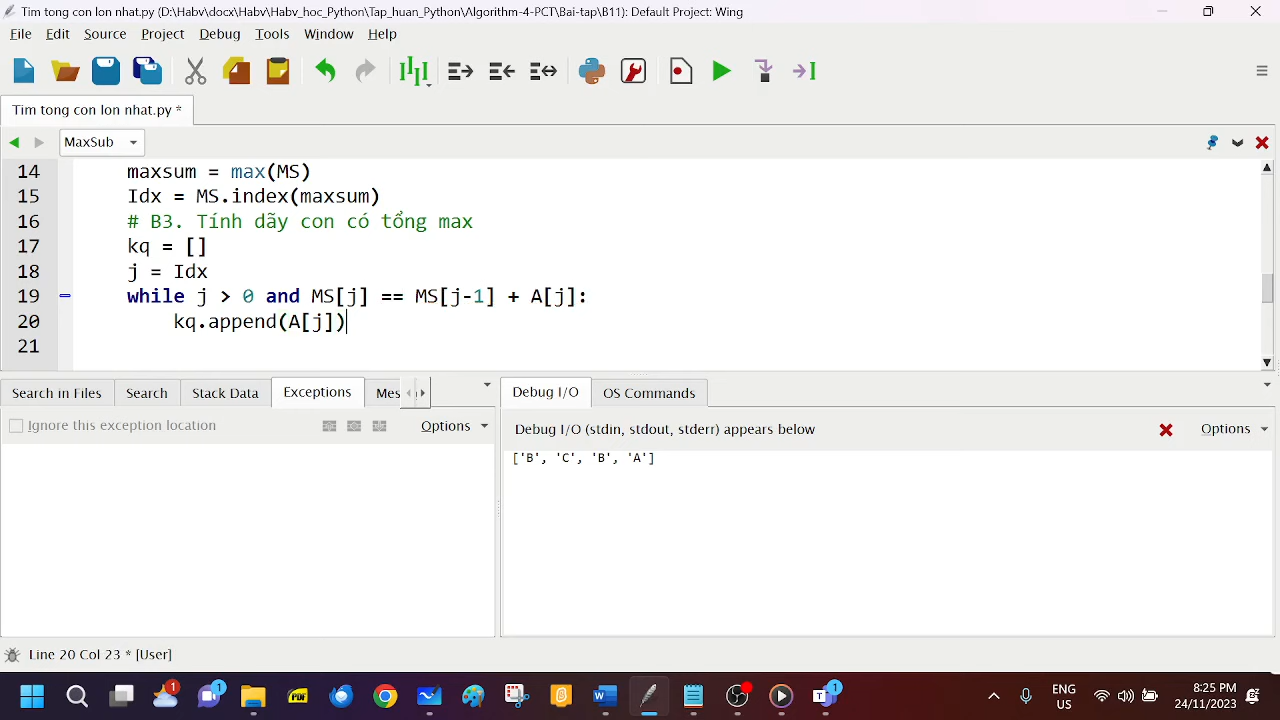 Tim tong con lon nhat.py (D:\Habv\docx\Habv\Habv_hoc_Python\Tap_huan_Python\Algorithm-4-PCT\Bai-tap\B11): Default Project: Wing
File Edit Source Project Debug Tools Window Help
Tim tong con lon nhat.py *
MaxSub
14 maxsum = max(MS)
15 Idx = MS.index(maxsum)
16 # B3. Tính dãy con có tổng max
17 kq = []
18 j = Idx
19 while j > 0 and MS[j] == MS[j-1] + A[j]:
20 kq.append(A[j])
21
Search in Files Search Stack Data Exceptions Mes
Debug I/O OS Commands
Ignore this exception location Options
Debug I/O (stdin, stdout, stderr) appears below Options
['B', 'C', 'B', 'A']
Line 20 Col 23 * [User]
1 1 PDF 1
ENG
US
8:25 PM
24/11/2023